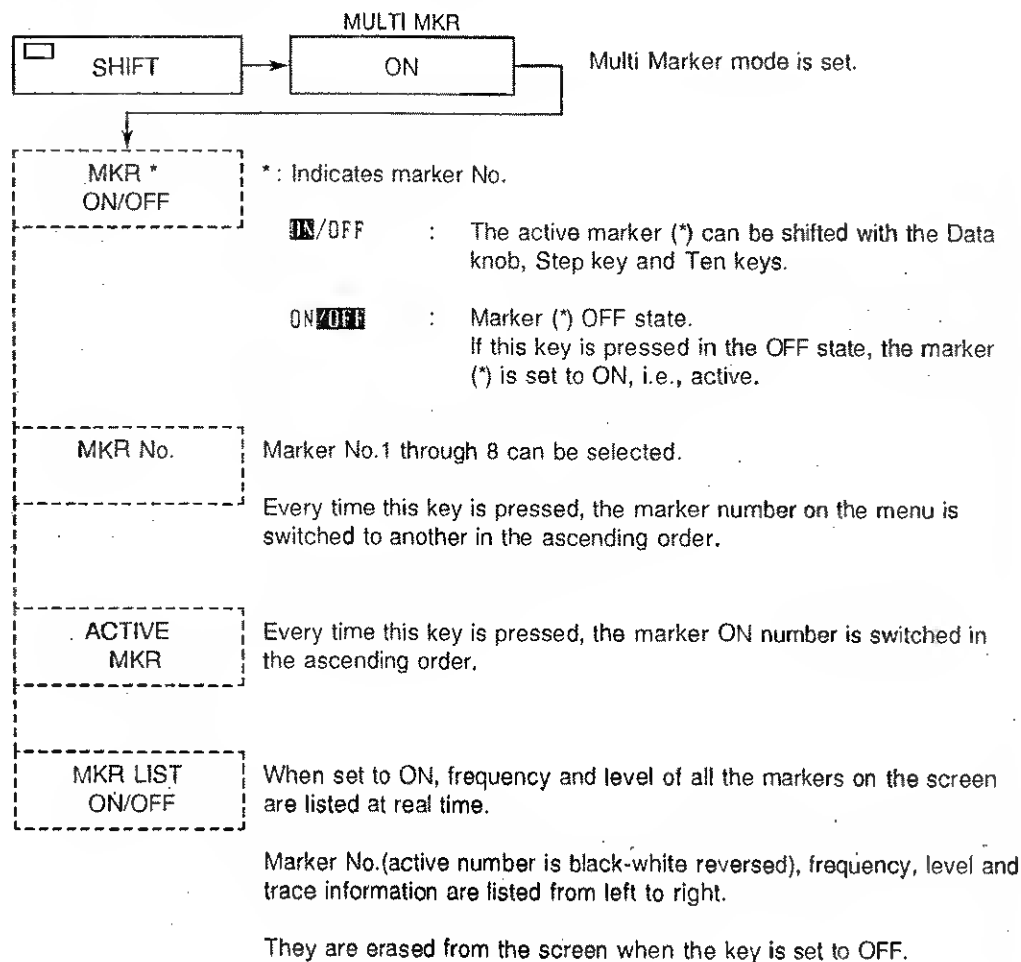 MULTI MKR
SHIFT
ON
Multi Marker mode is set.
MKR *
ON/OFF
* : Indicates marker No.
ON/OFF : The active marker (*) can be shifted with the Data
knob, Step key and Ten keys.
ON/OFF : Marker (*) OFF state.
If this key is pressed in the OFF state, the marker
(*) is set to ON, i.e., active.
MKR No.
Marker No.1 through 8 can be selected.
Every time this key is pressed, the marker number on the menu is
switched to another in the ascending order.
ACTIVE
MKR
Every time this key is pressed, the marker ON number is switched in
the ascending order.
MKR LIST
ON/OFF
When set to ON, frequency and level of all the markers on the screen
are listed at real time.
Marker No.(active number is black-white reversed), frequency, level and
trace information are listed from left to right.
They are erased from the screen when the key is set to OFF.